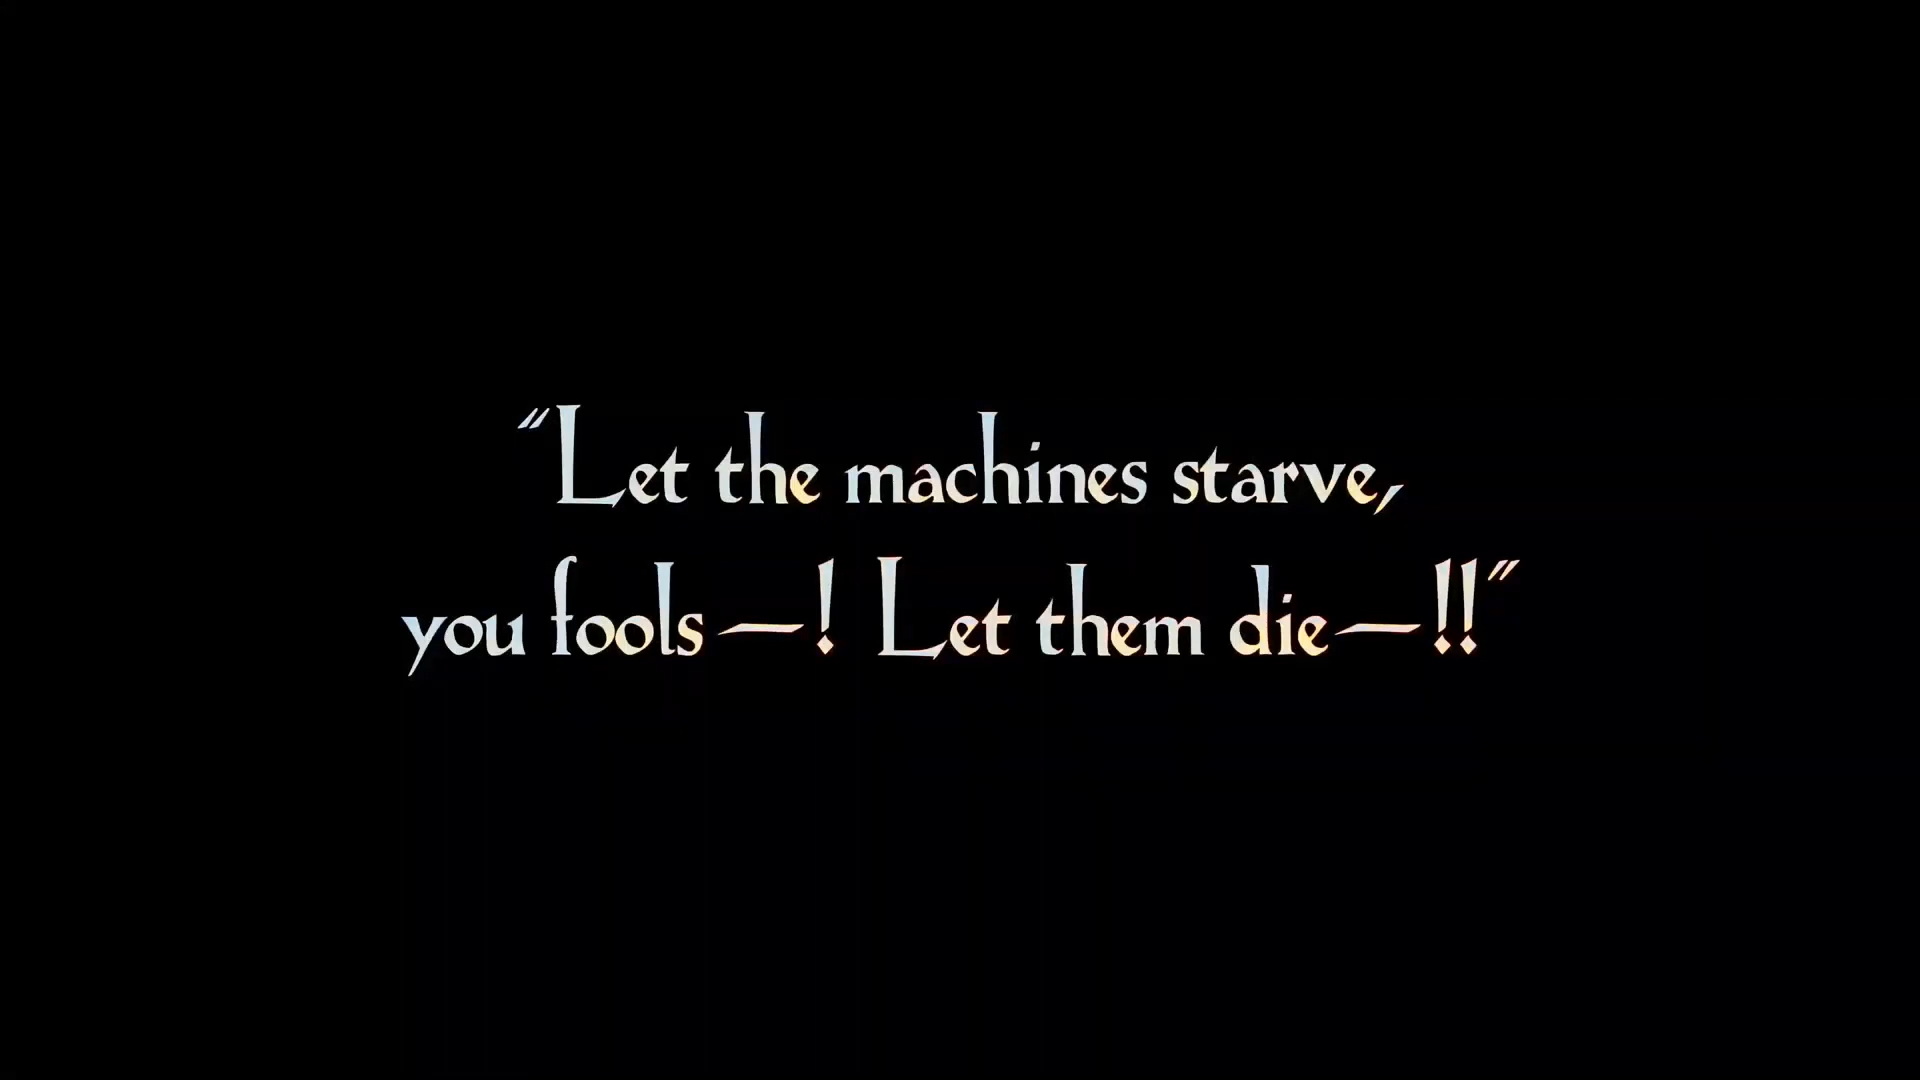 “Let the machines starve,
you fools—! Let them die—!!”